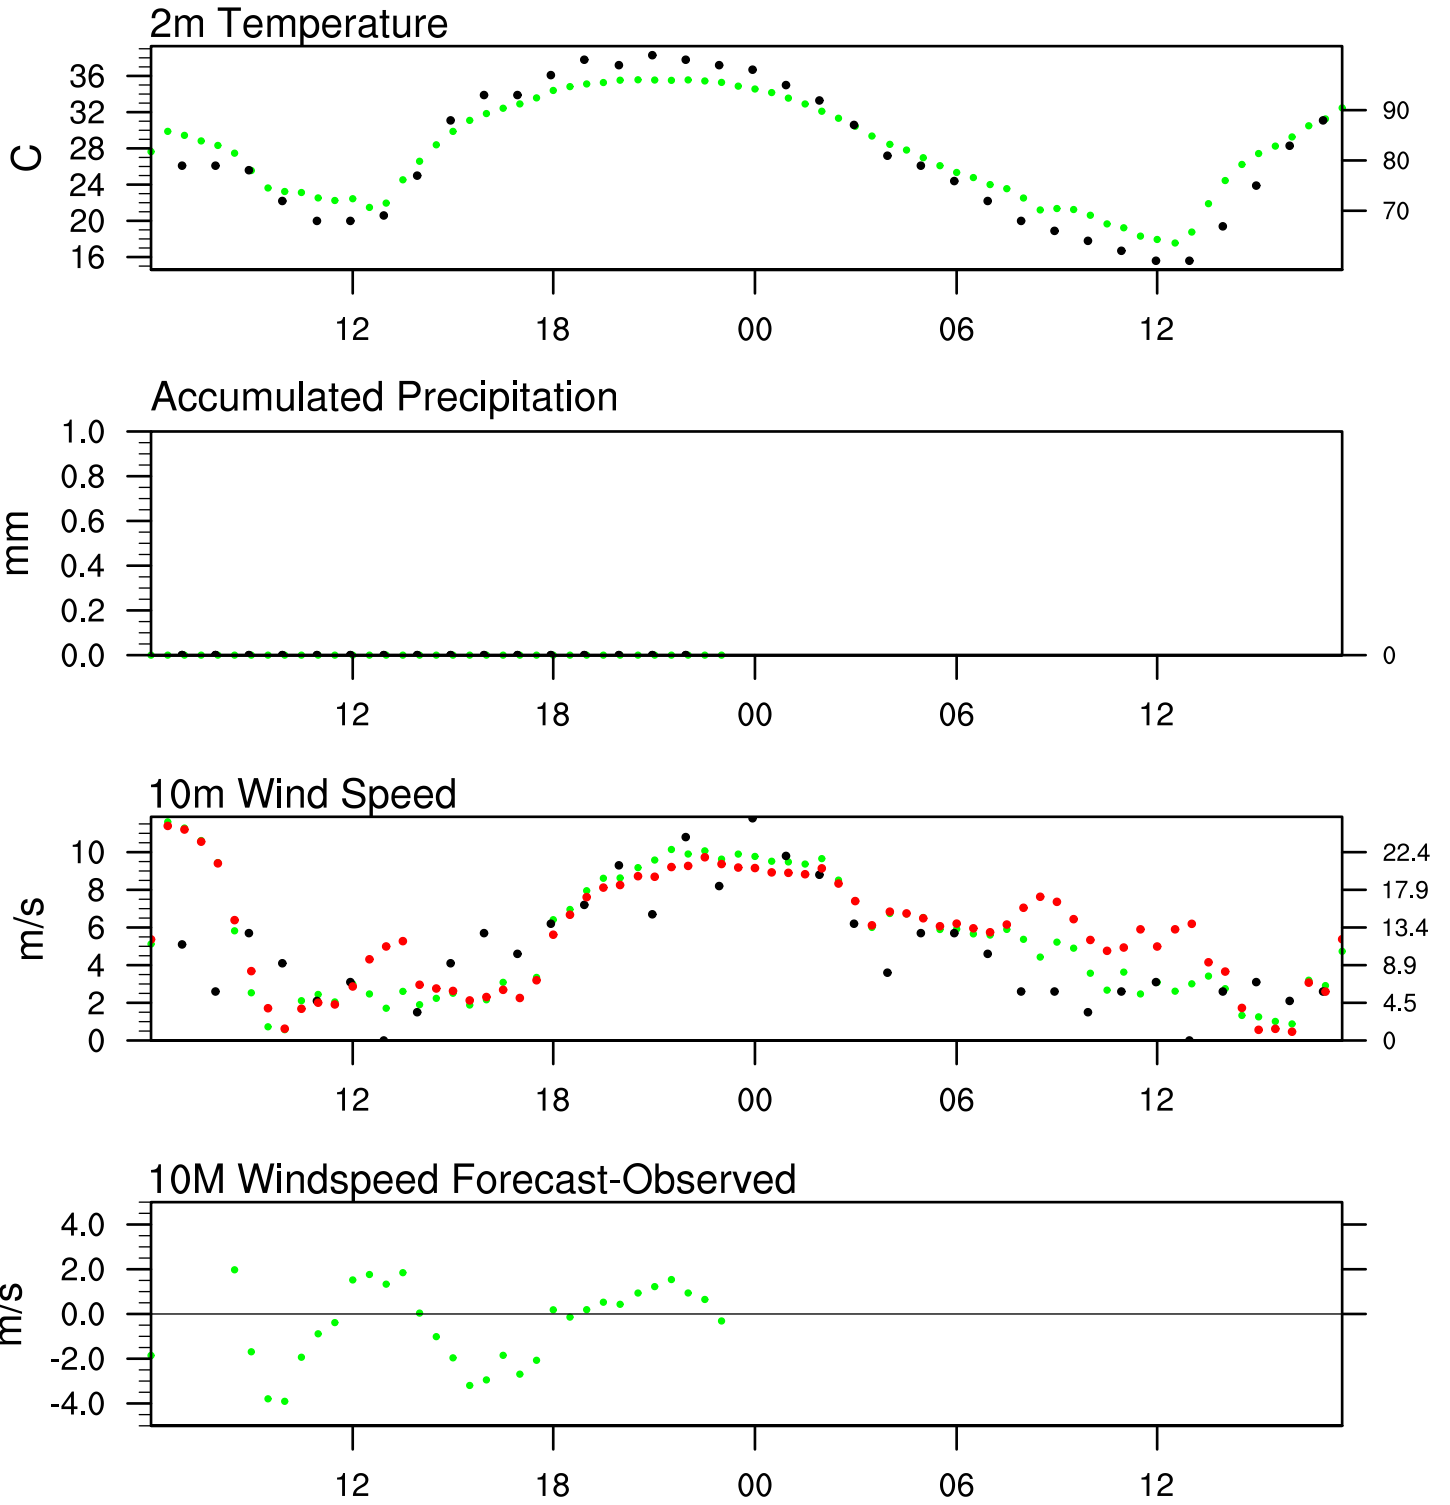 2m Temperature
C
36
32
28
24
20
16
90
80
70
12 18 00 06 12
Accumulated Precipitation
mm
1.0
0.8
0.6
0.4
0.2
0.0
0
12 18 00 06 12
10m Wind Speed
m/s
10
8
6
4
2
0
22.4
17.9
13.4
8.9
4.5
0
12 18 00 06 12
10M Windspeed Forecast-Observed
m/s
4.0
2.0
0.0
-2.0
-4.0
12 18 00 06 12